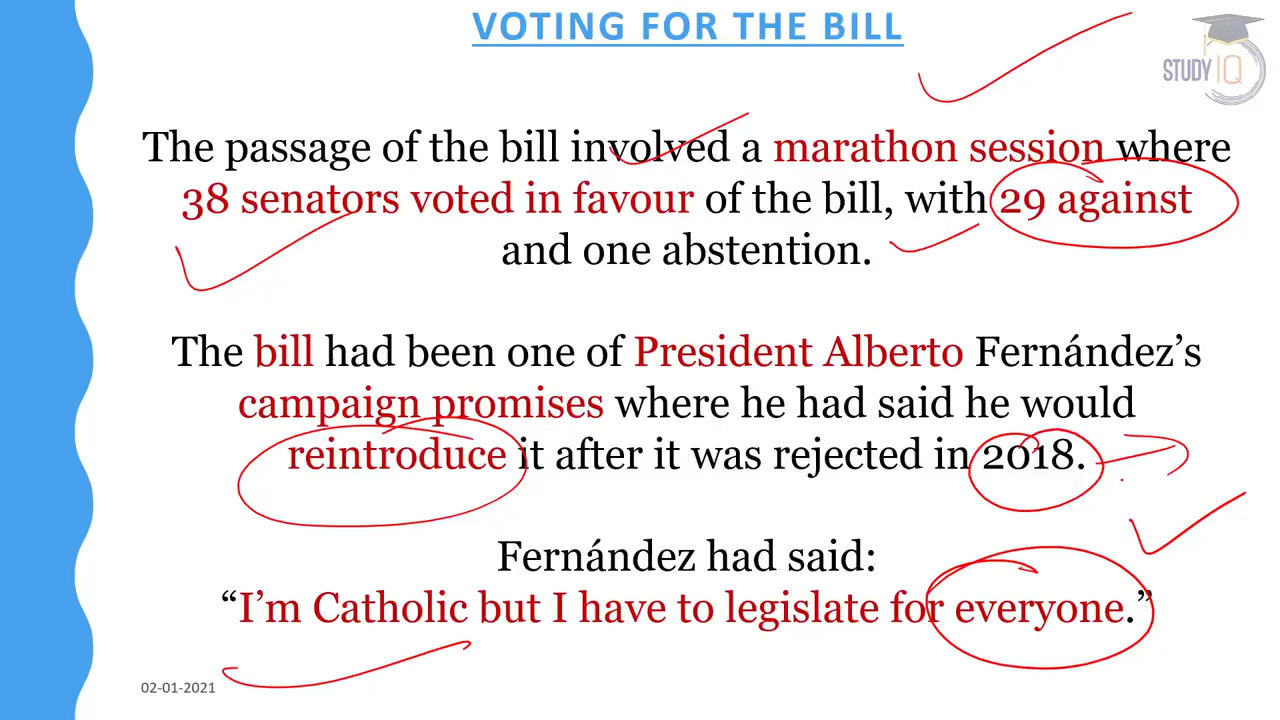 VOTING FOR THE BILL
STUDY IQ
The passage of the bill involved a marathon session where
38 senators voted in favour of the bill, with 29 against
and one abstention.
The bill had been one of President Alberto Fernández’s
campaign promises where he had said he would
reintroduce it after it was rejected in 2018.
Fernández had said:
“I’m Catholic but I have to legislate for everyone.”
02-01-2021